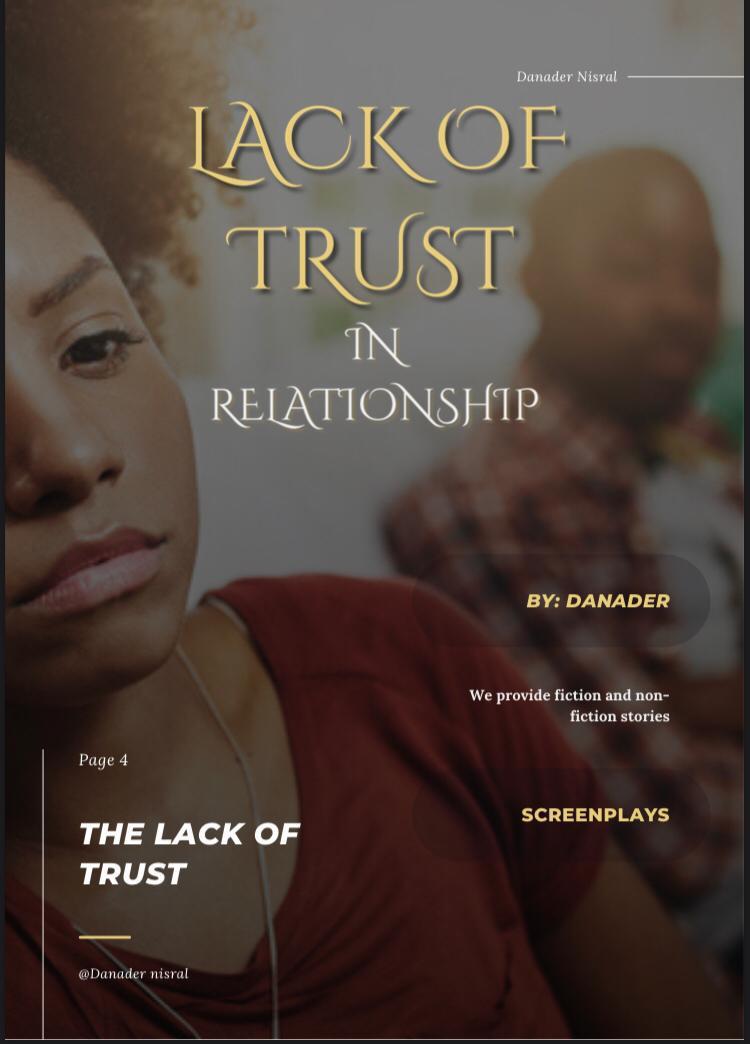 Danader Nisral
LACK OF
TRUST
IN
RELATIONSHIP
BY: DANADER
We provide fiction and non-
fiction stories
Page 4
SCREENPLAYS
THE LACK OF
TRUST
@Danader nisral